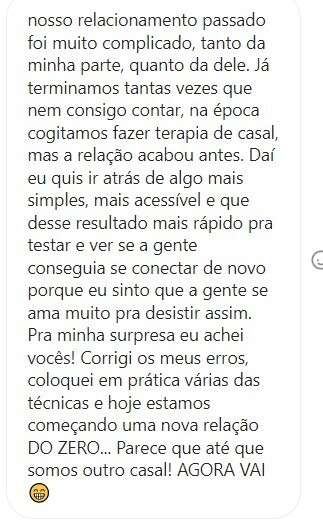 nosso relacionamento passado
foi muito complicado, tanto da
minha parte, quanto da dele. Já
terminamos tantas vezes que
nem consigo contar, na época
cogitamos fazer terapia de casal,
mas a relação acabou antes. Daí
eu quis ir atrás de algo mais
simples, mais acessível e que
desse resultado mais rápido pra
testar e ver se a gente
conseguia se conectar de novo
porque eu sinto que a gente se
ama muito pra desistir assim.
Pra minha surpresa eu achei
vocês! Corrigi os meus erros,
coloquei em prática várias das
técnicas e hoje estamos
começando uma nova relação
DO ZERO... Parece que até que
somos outro casal! AGORA VAI
😁